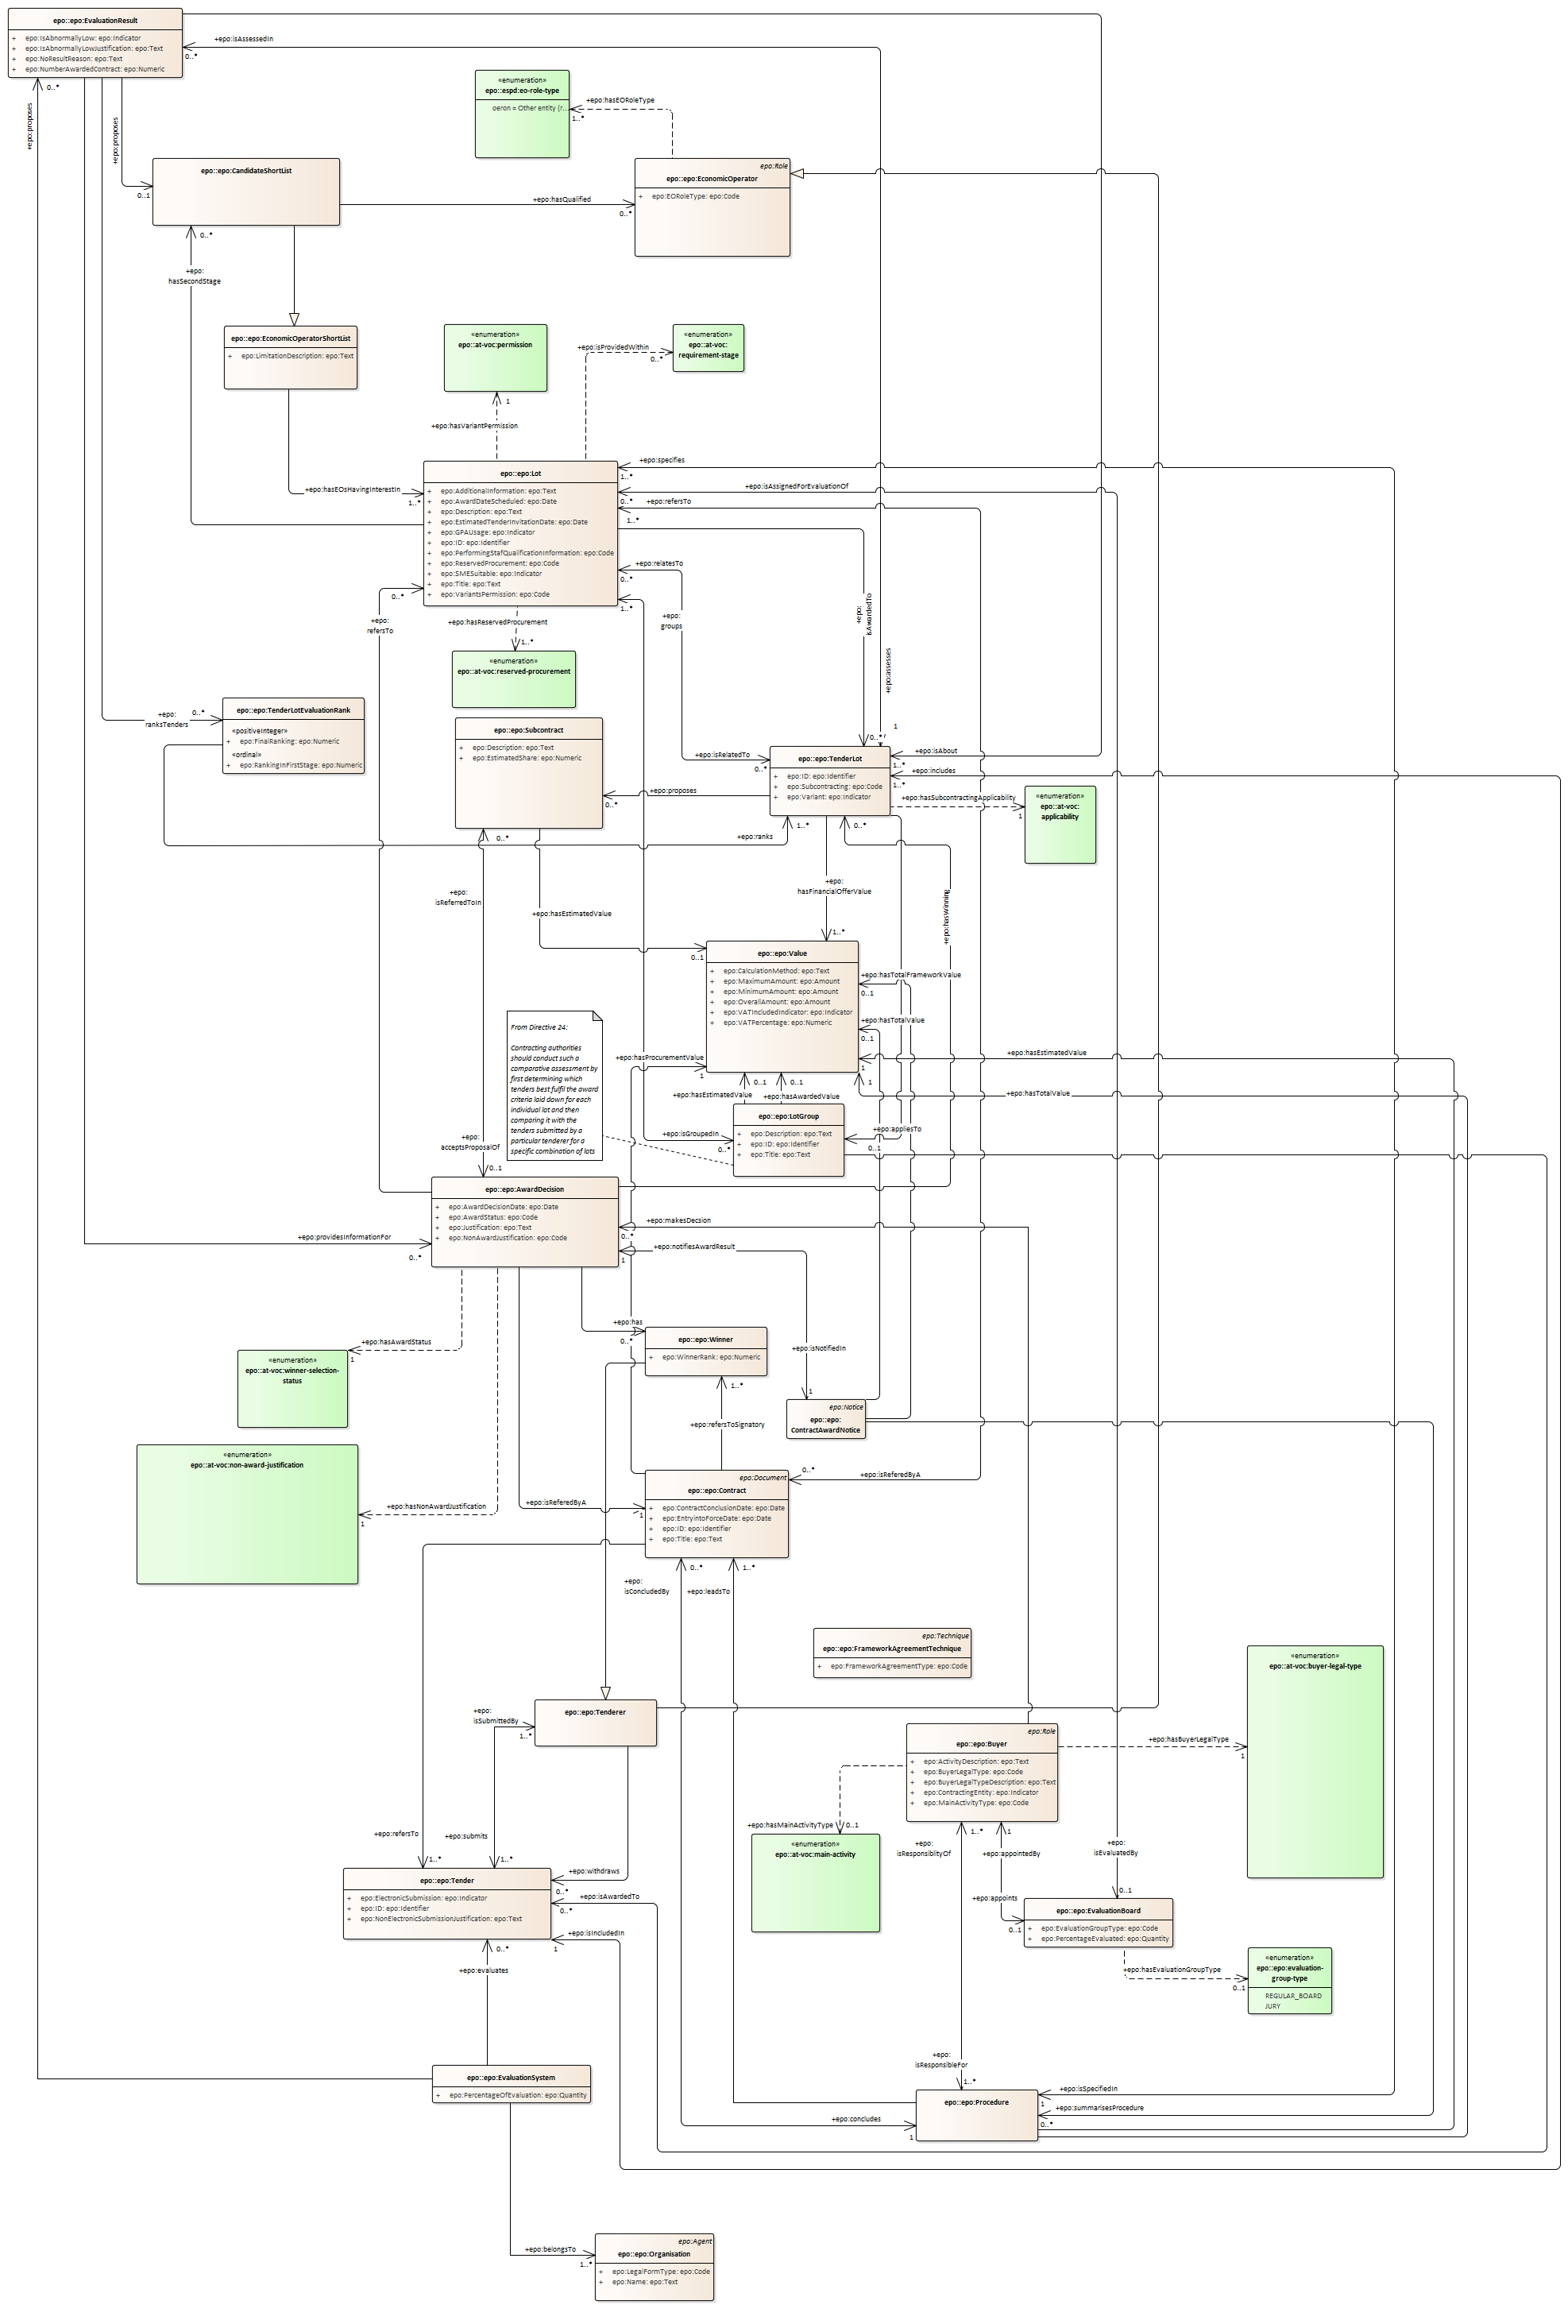 epo::epo:EvaluationResult
+ epo:IsAbnormallyLow: epo:Indicator
+ epo:IsAbnormallyLowJustification: epo:Text
+ epo:NoResultReason: epo:Text
+ epo:NumberAwardedContract: epo:Numeric
+epo:isAssessedIn
0..*
0..*
+epo:proposes
+epo:proposes
«enumeration»
epo::espd:eo-role-type
oeron = Other entity (r...
+epo:hasEORoleType
1..*
epo::epo:CandidateShortList
0..1
0..*
epo:Role
epo::epo:EconomicOperator
+ epo:EORoleType: epo:Code
+epo:hasQualified
0..*
+epo:
hasSecondStage
epo::epo:EconomicOperatorShortList
+ epo:LimitationDescription: epo:Text
«enumeration»
epo::at-voc:permission
+epo:isProvidedWithin
0..*
«enumeration»
epo::at-voc:
requirement-stage
1
+epo:hasVariantPermission
+epo:hasEOsHavingInterestIn
1..*
epo::epo:Lot
+ epo:AdditionalInformation: epo:Text
+ epo:AwardDateScheduled: epo:Date
+ epo:Description: epo:Text
+ epo:EstimatedTenderInvitationDate: epo:Date
+ epo:GPAUsage: epo:Indicator
+ epo:ID: epo:Identifier
+ epo:PerformingStafQualificationInformation: epo:Code
+ epo:ReservedProcurement: epo:Code
+ epo:SMESuitable: epo:Indicator
+ epo:Title: epo:Text
+ epo:VariantsPermission: epo:Code
+epo:specifies
1..*
+epo:isAssignedForEvaluationOf
0..*
+epo:refersTo
1..*
+epo:relatesTo
0..*
1..*
+epo:
groups
+epo:
isAwardedTo
+epo:assesses
0..*
+epo:
refersTo
+epo:hasReservedProcurement
1..*
«enumeration»
epo::at-voc:reserved-procurement
+epo:
ranksTenders
0..*
epo::epo:TenderLotEvaluationRank
«positiveInteger»
+ epo:FinalRanking: epo:Numeric
«ordinal»
+ epo:RankingInFirstStage: epo:Numeric
epo::epo:Subcontract
+ epo:Description: epo:Text
+ epo:EstimatedShare: epo:Numeric
0..*
1
+epo:isRelatedTo
0..*
epo::epo:TenderLot
+ epo:ID: epo:Identifier
+ epo:Subcontracting: epo:Code
+ epo:Variant: epo:Indicator
+epo:isAbout
1..*
+epo:includes
1..*
+epo:proposes
0..*
+epo:hasSubcontractingApplicability
1
«enumeration»
epo::at-voc:
applicability
+epo:ranks
1..*
0..*
0..*
+epo:
isReferredToIn
+epo:hasEstimatedValue
0..1
+epo:
hasFinancialOfferValue
1..*
+epo:hasWinning
epo::epo:Value
+ epo:CalculationMethod: epo:Text
+ epo:MaximumAmount: epo:Amount
+ epo:MinimumAmount: epo:Amount
+ epo:OverallAmount: epo:Amount
+ epo:VATIncludedIndicator: epo:Indicator
+ epo:VATPercentage: epo:Numeric
+epo:hasTotalFrameworkValue
0..1
+epo:hasTotalValue
0..1
+epo:hasEstimatedValue
1
+epo:hasTotalValue
1
+epo:hasProcurementValue
1
0..1
0..1
+epo:hasEstimatedValue
+epo:hasAwardedValue
From Directive 24:
Contracting authorities
should conduct such a
comparative assessment by
first determining which
tenders best fulfil the award
criteria laid down for each
individual lot and then
comparing it with the
tenders submitted by a
particular tenderer for a
specific combination of lots
epo::epo:LotGroup
+ epo:Description: epo:Text
+ epo:ID: epo:Identifier
+ epo:Title: epo:Text
+epo:isGroupedIn
0..*
+epo:appliesTo
0..1
+epo:
acceptsProposalOf
0..1
epo::epo:AwardDecision
+ epo:AwardDecisionDate: epo:Date
+ epo:AwardStatus: epo:Code
+ epo:Justification: epo:Text
+ epo:NonAwardJustification: epo:Code
+epo:providesInformationFor
0..*
+epo:makesDecsion
0..*
+epo:notifiesAwardResult
1
+epo:hasAwardStatus
1
«enumeration»
epo::at-voc:winner-selection-
status
+epo:has
0..*
epo::epo:Winner
+ epo:WinnerRank: epo:Numeric
+epo:isNotifiedIn
1
epo:Notice
epo::epo:
ContractAwardNotice
1..*
+epo:refersToSignatory
«enumeration»
epo::at-voc:non-award-justification
+epo:hasNonAwardJustification
1
+epo:isReferedByA
1
epo:Document
epo::epo:Contract
+ epo:ContractConclusionDate: epo:Date
+ epo:EntryintoForceDate: epo:Date
+ epo:ID: epo:Identifier
+ epo:Title: epo:Text
0..*
+epo:isReferedByA
0..*
1..*
+epo:
isConcludedBy
+epo:leadsTo
epo:Technique
epo::epo:FrameworkAgreementTechnique
+ epo:FrameworkAgreementType: epo:Code
«enumeration»
epo::at-voc:buyer-legal-type
+epo:
isSubmittedBy
1..*
epo::epo:Tenderer
epo:Role
epo::epo:Buyer
+ epo:ActivityDescription: epo:Text
+ epo:BuyerLegalType: epo:Code
+ epo:BuyerLegalTypeDescription: epo:Text
+ epo:ContractingEntity: epo:Indicator
+ epo:MainActivityType: epo:Code
+epo:hasBuyerLegalType
1
+epo:hasMainActivityType
0..1
«enumeration»
epo::at-voc:main-activity
+epo:refersTo
1..*
+epo:submits
1..*
+epo:
isResponsiblityOf
1..*
1
+epo:appointedBy
+epo:
isEvaluatedBy
0..1
epo::epo:Tender
+ epo:ElectronicSubmission: epo:Indicator
+ epo:ID: epo:Identifier
+ epo:NonElectronicSubmissionJustification: epo:Text
+epo:withdraws
0..*
+epo:isAwardedTo
0..*
+epo:isIncludedIn
1
+epo:appoints
0..1
epo::epo:EvaluationBoard
+ epo:EvaluationGroupType: epo:Code
+ epo:PercentageEvaluated: epo:Quantity
0..*
+epo:evaluates
+epo:hasEvaluationGroupType
0..1
«enumeration»
epo::epo:evaluation-
group-type
REGULAR_BOARD
JURY
+epo:
isResponsibleFor
1..*
epo::epo:EvaluationSystem
+ epo:PercentageOfEvaluation: epo:Quantity
epo::epo:Procedure
+epo:isSpecifiedIn
1
+epo:summarisesProcedure
0..*
+epo:concludes
1
+epo:belongsTo
1..*
epo:Agent
epo::epo:Organisation
+ epo:LegalFormType: epo:Code
+ epo:Name: epo:Text